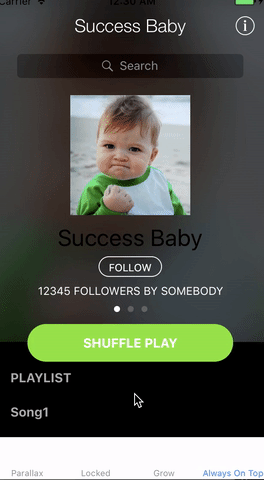 Carrier 12:30 AM
Success Baby
Search
Success Baby
FOLLOW
12345 FOLLOWERS BY SOMEBODY
SHUFFLE PLAY
PLAYLIST
Song1
Parallax Locked Grow Always On Top